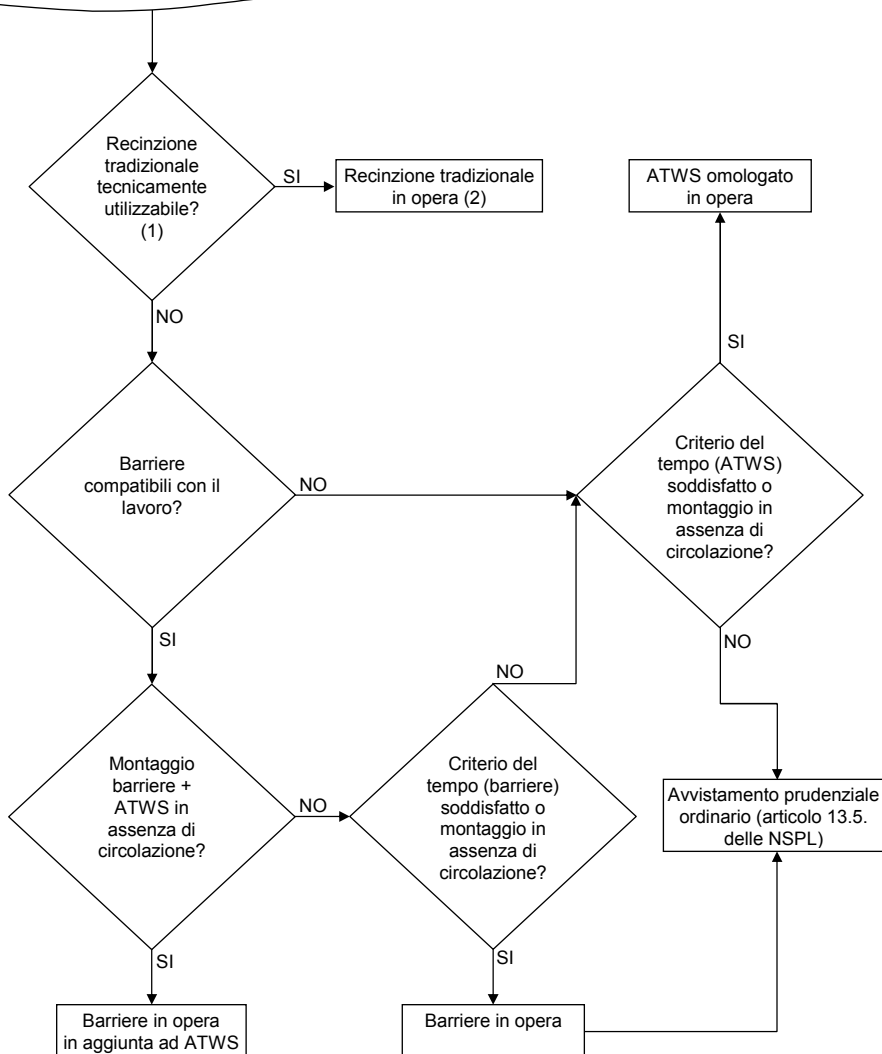 Recinzione
tradizionale
tecnicamente
utilizzabile?
(1)
SI
Recinzione tradizionale
in opera (2)
ATWS omologato
in opera
NO
SI
Barriere
compatibili con il
lavoro?
NO
Criterio del
tempo (ATWS)
soddisfatto o
montaggio in
assenza di
circolazione?
SI
NO
NO
Montaggio
barriere +
ATWS in
assenza di
circolazione?
NO
Criterio del
tempo (barriere)
soddisfatto o
montaggio in
assenza di
circolazione?
Avvistamento prudenziale
ordinario (articolo 13.5.
delle NSPL)
SI
SI
Barriere in opera
in aggiunta ad ATWS
Barriere in opera